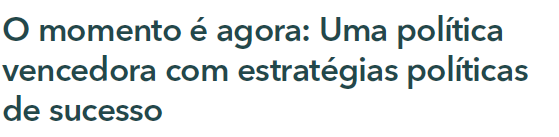 O momento é agora: Uma política
vencedora com estratégias políticas
de sucesso